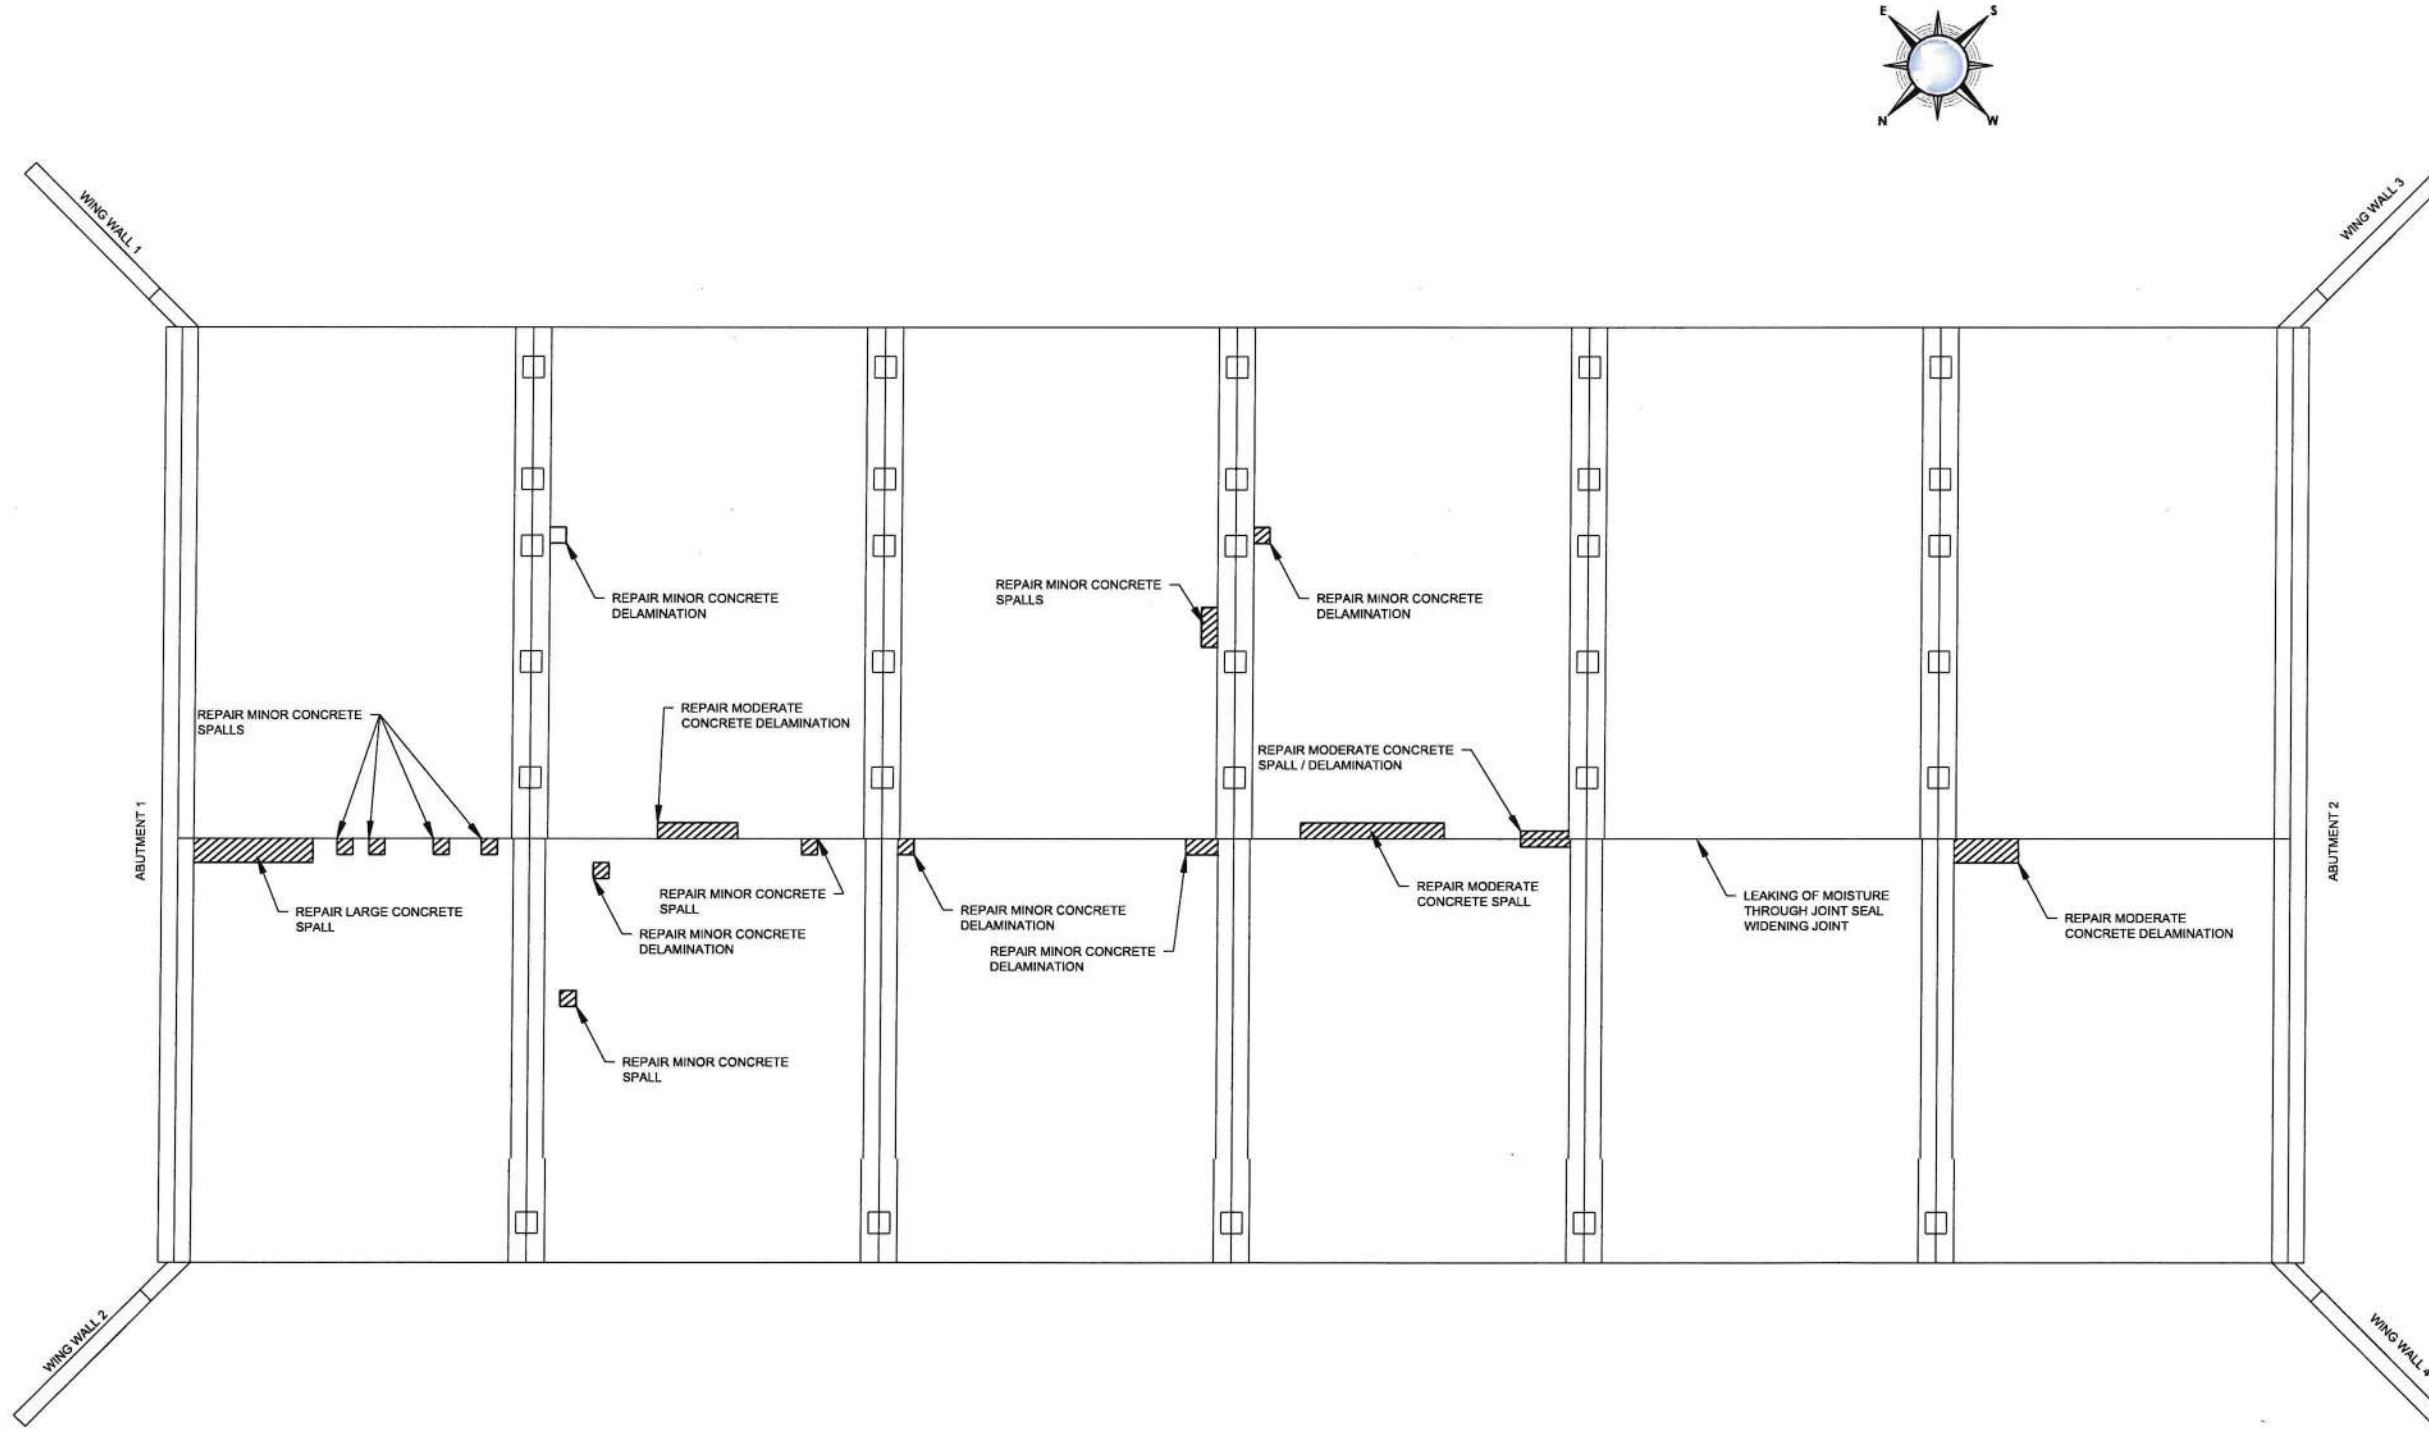 E
S
N
W
WING WALL 1
WING WALL 3
REPAIR MINOR CONCRETE
SPALLS
REPAIR MINOR CONCRETE
DELAMINATION
REPAIR MINOR CONCRETE
DELAMINATION
REPAIR MODERATE
CONCRETE DELAMINATION
REPAIR MINOR CONCRETE
SPALLS
REPAIR MODERATE CONCRETE
SPALL / DELAMINATION
ABUTMENT 1
ABUTMENT 2
REPAIR LARGE CONCRETE
SPALL
REPAIR MINOR CONCRETE
SPALL
REPAIR MINOR CONCRETE
DELAMINATION
REPAIR MINOR CONCRETE
DELAMINATION
REPAIR MINOR CONCRETE
DELAMINATION
REPAIR MODERATE
CONCRETE SPALL
LEAKING OF MOISTURE
THROUGH JOINT SEAL
WIDENING JOINT
REPAIR MODERATE
CONCRETE DELAMINATION
REPAIR MINOR CONCRETE
SPALL
WING WALL 2
WING WALL 4